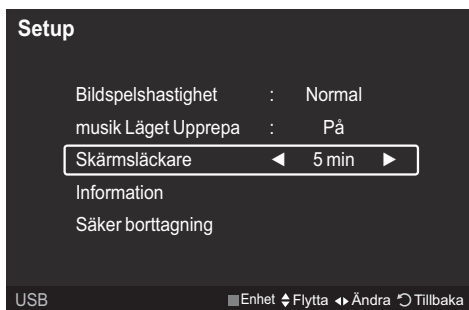 Setup
Bildspelshastighet : Normal
musik Läget Upprepa : På
Skärmsläckare ◀ 5 min ▶
Information
Säker borttagning
USB Enhet Flytta Ändra Tillbaka